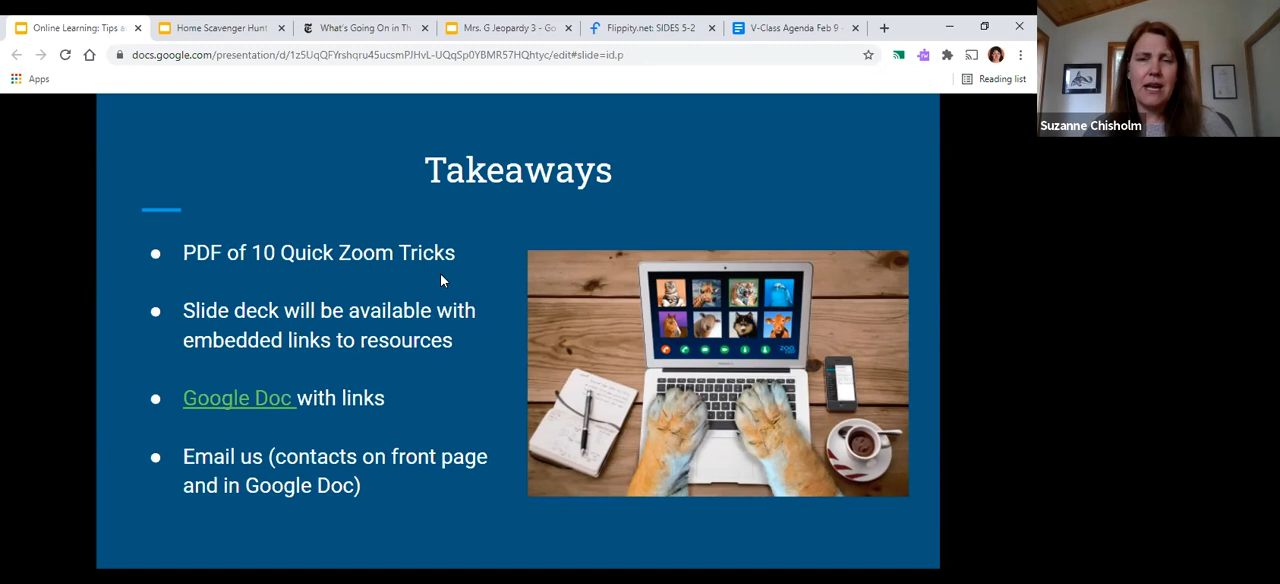 Online Learning: Tips a
Home Scavenger Hunt
What's Going On in Th
Mrs. G Jeopardy 3 - Go
Flippity.net: SIDES 5-2
V-Class Agenda Feb 9 -
docs.google.com/presentation/d/1z5UqQFYrshqru45ucsmPJHvL-UQqSp0YBMR57HQhtyc/edit#slide=id.p
Apps
Reading list
Suzanne Chisholm
Takeaways
PDF of 10 Quick Zoom Tricks
Slide deck will be available with
embedded links to resources
Google Doc with links
Email us (contacts on front page
and in Google Doc)